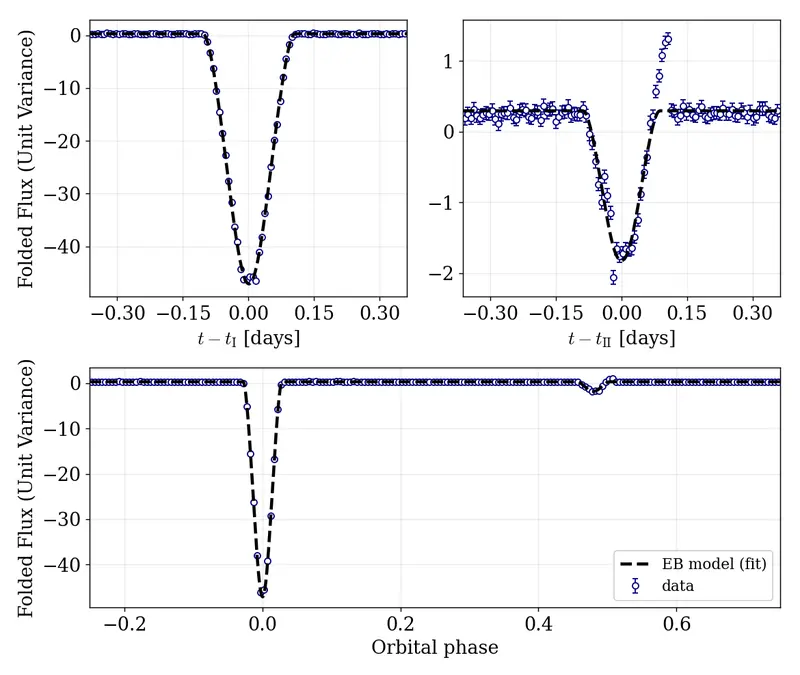 Folded Flux (Unit Variance)
0
−10
−20
−30
−40
−0.30 −0.15 0.00 0.15 0.30
t − tI [days]
1
0
−1
−2
−0.30 −0.15 0.00 0.15 0.30
t − tII [days]
Folded Flux (Unit Variance)
0
−10
−20
−30
−40
−0.2 0.0 0.2 0.4 0.6
Orbital phase
EB model (fit)
data